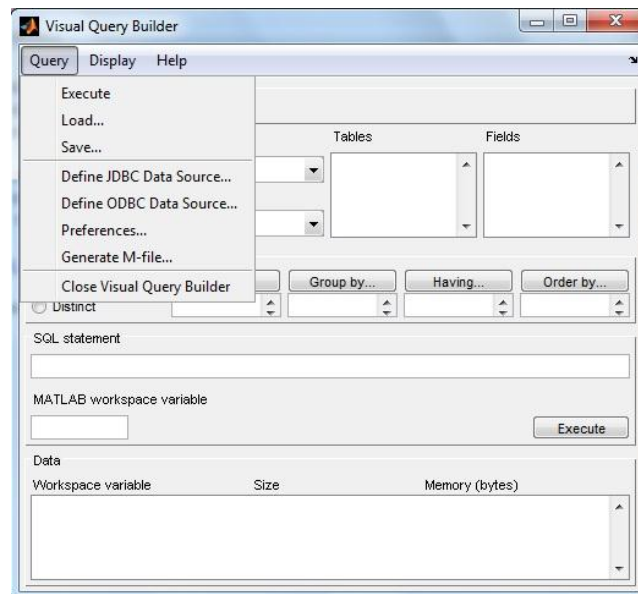 Visual Query Builder
Query Display Help
Execute
Load...
Save...
Define JDBC Data Source...
Define ODBC Data Source...
Preferences...
Generate M-file...
Close Visual Query Builder
Tables Fields
Group by... Having... Order by...
Distinct
SQL statement
MATLAB workspace variable
Execute
Data
Workspace variable Size Memory (bytes)